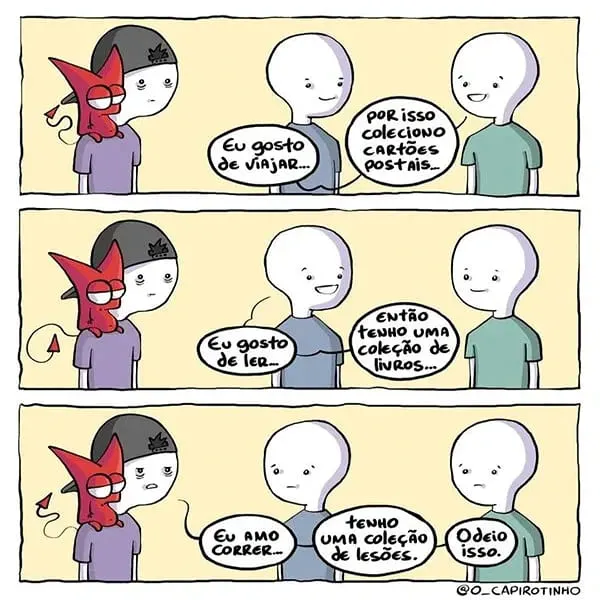 Eu gosto
de viajar...
Por isso
coleciono
cartões
postais...
Eu gosto
de ler...
Então
tenho uma
coleção de
livros...
Eu amo
correr...
Tenho
uma coleção
de lesões.
Odeio
isso.
@O_CAPIROTINHO